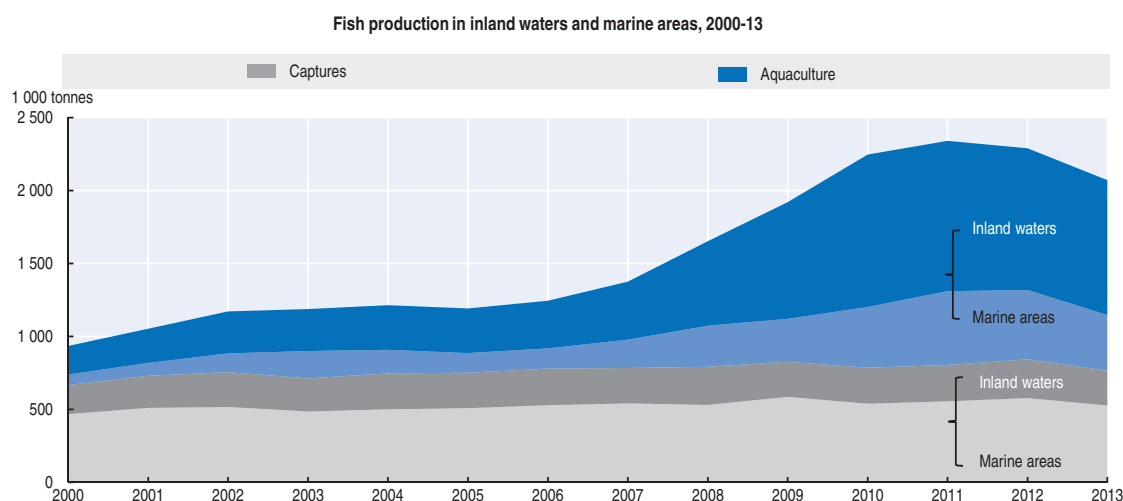 Fish production in inland waters and marine areas, 2000-13
Captures
Aquaculture
1 000 tonnes
2 500
2 000
1 500
1 000
500
0
Inland waters
Marine areas
Inland waters
Marine areas
2000 2001 2002 2003 2004 2005 2006 2007 2008 2009 2010 2011 2012 2013